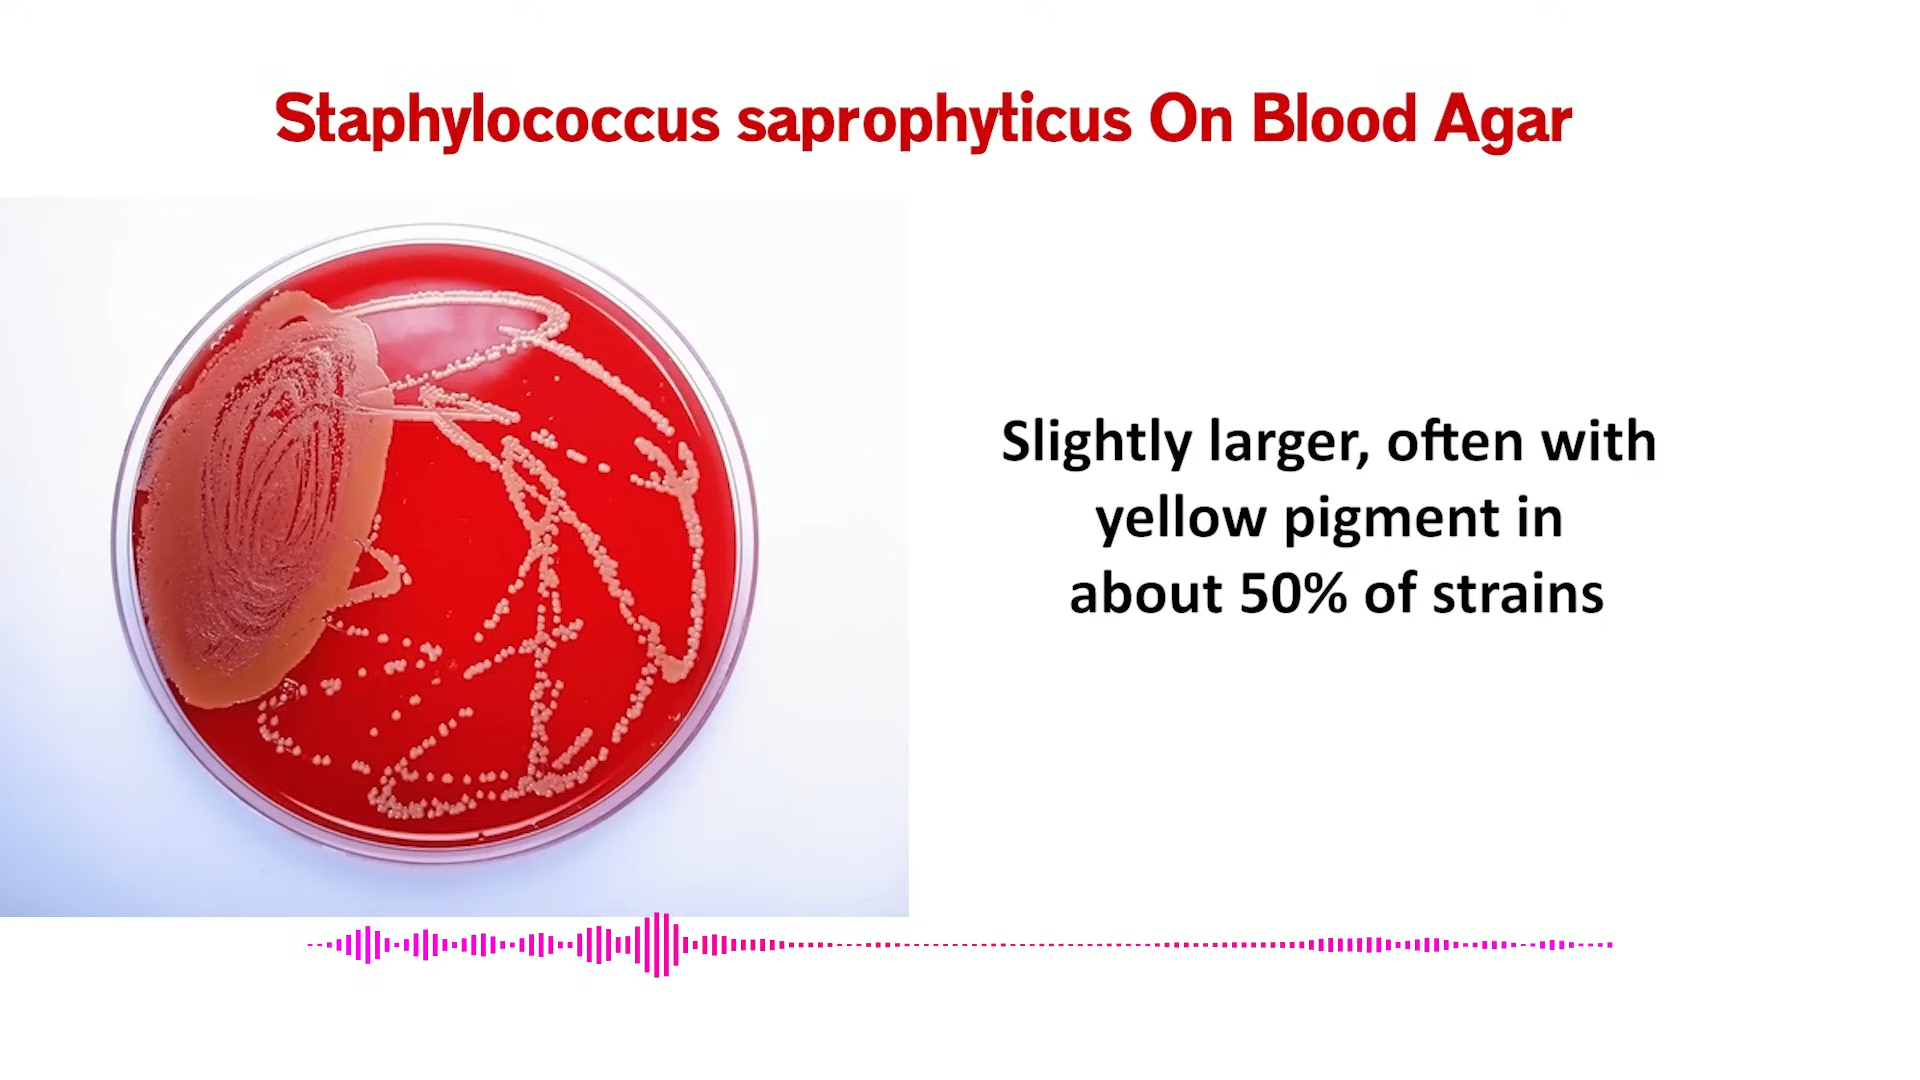 Staphylococcus saprophyticus On Blood Agar
Slightly larger, often with
yellow pigment in
about 50% of strains